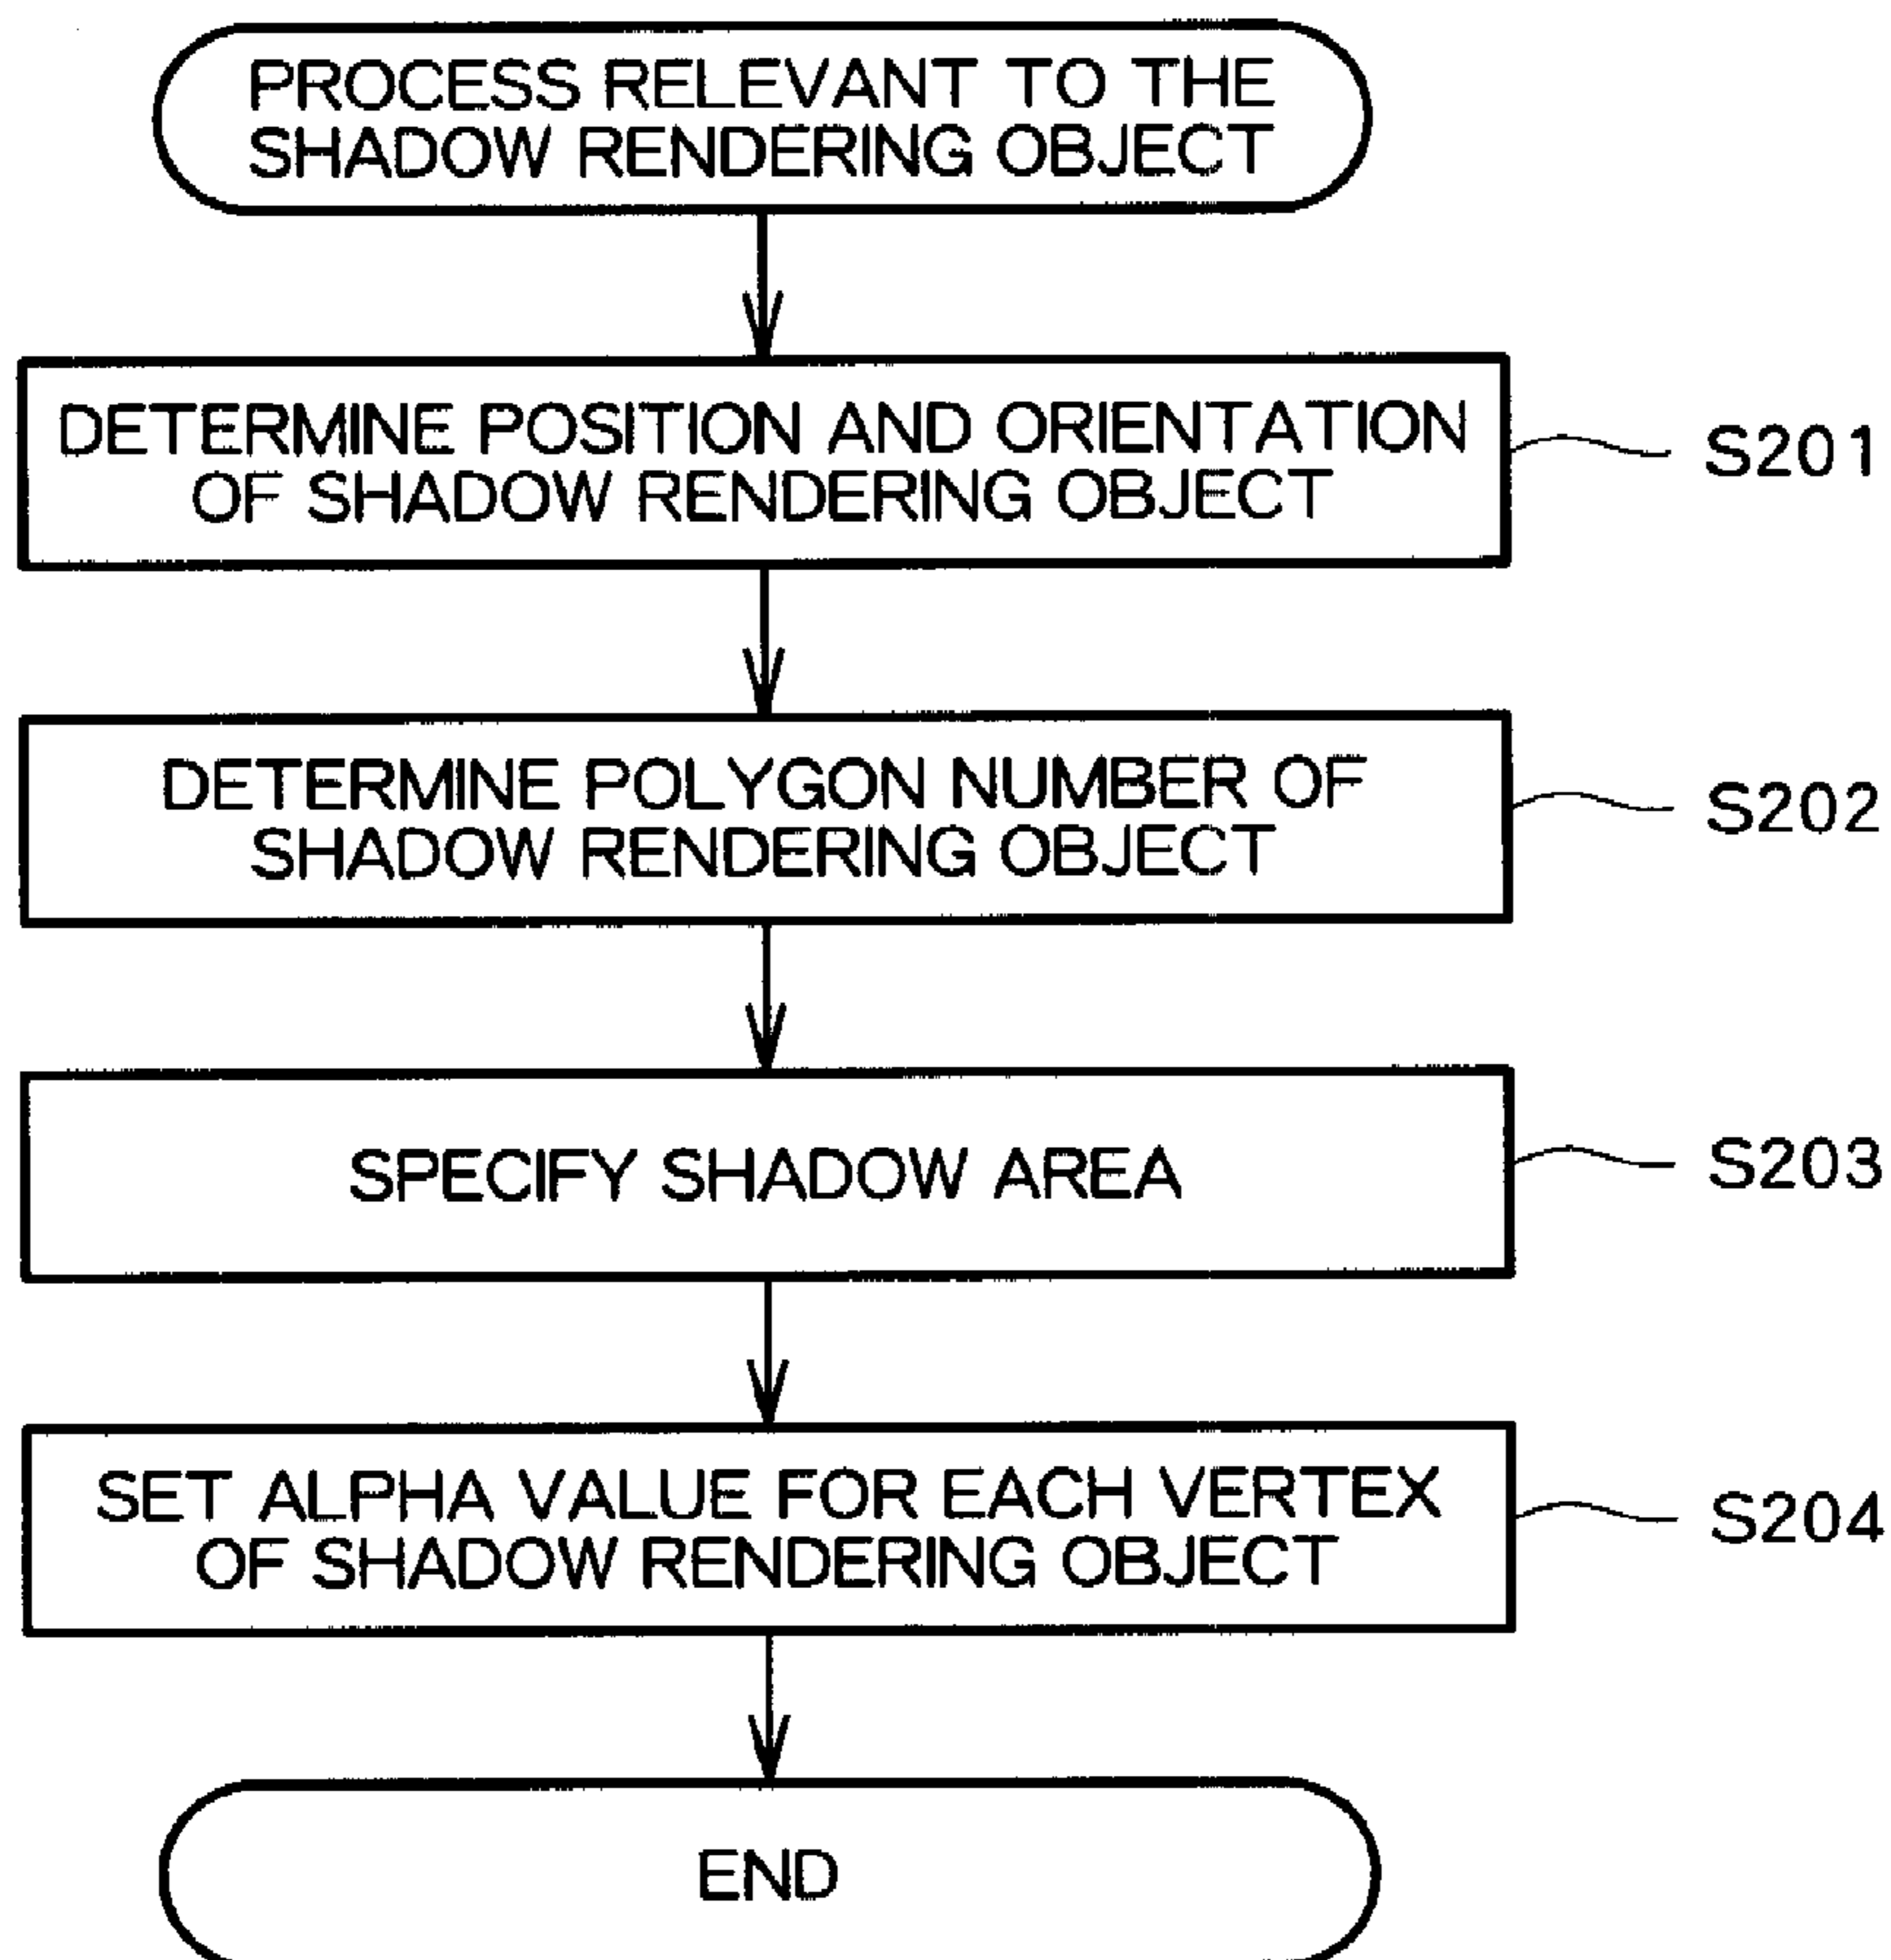 PROCESS RELEVANT TO THE
SHADOW RENDERING OBJECT
DETERMINE POSITION AND ORIENTATION
OF SHADOW RENDERING OBJECT
S201
DETERMINE POLYGON NUMBER OF
SHADOW RENDERING OBJECT
S202
SPECIFY SHADOW AREA
S203
SET ALPHA VALUE FOR EACH VERTEX
OF SHADOW RENDERING OBJECT
S204
END